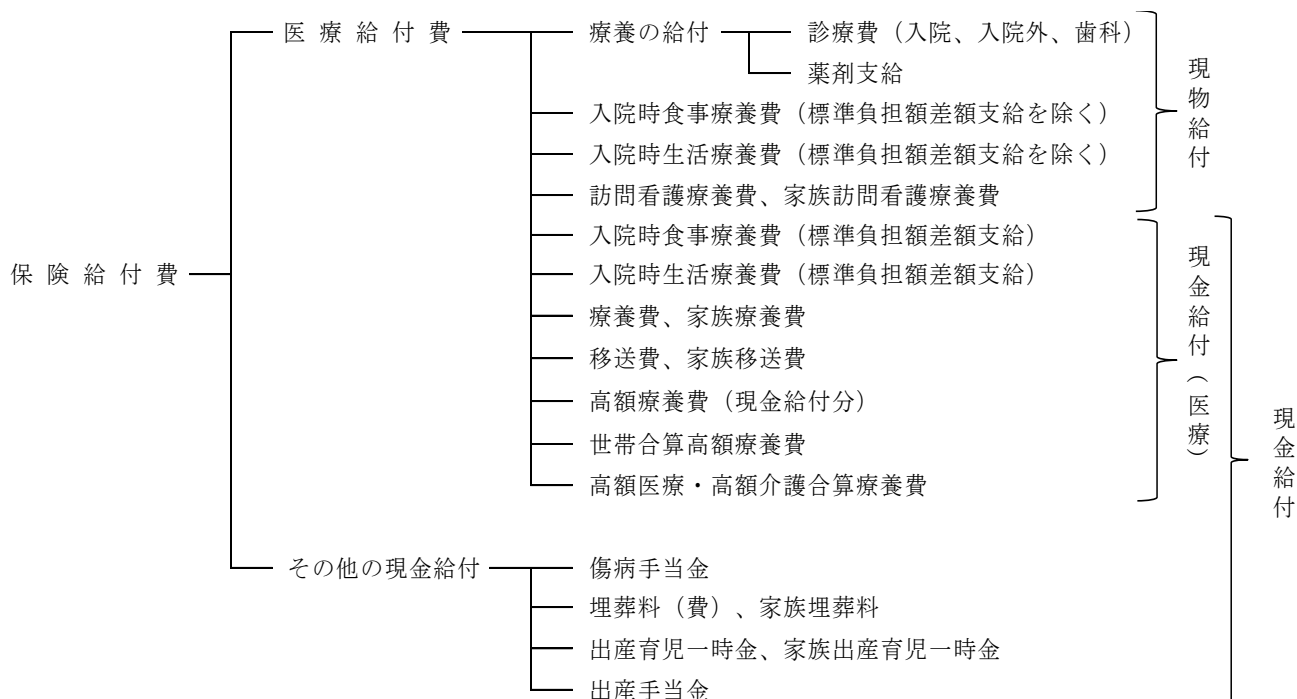 医療給付費
療養の給付
診療費（入院、入院外、歯科）
薬剤支給
入院時食事療養費（標準負担額差額支給を除く）
入院時生活療養費（標準負担額差額支給を除く）
訪問看護療養費、家族訪問看護療養費
現物給付
保険給付費
入院時食事療養費（標準負担額差額支給）
入院時生活療養費（標準負担額差額支給）
療養費、家族療養費
移送費、家族移送費
高額療養費（現金給付分）
世帯合算高額療養費
高額医療・高額介護合算療養費
現金給付（医療）
現金給付
その他の現金給付
傷病手当金
埋葬料（費）、家族埋葬料
出産育児一時金、家族出産育児一時金
出産手当金